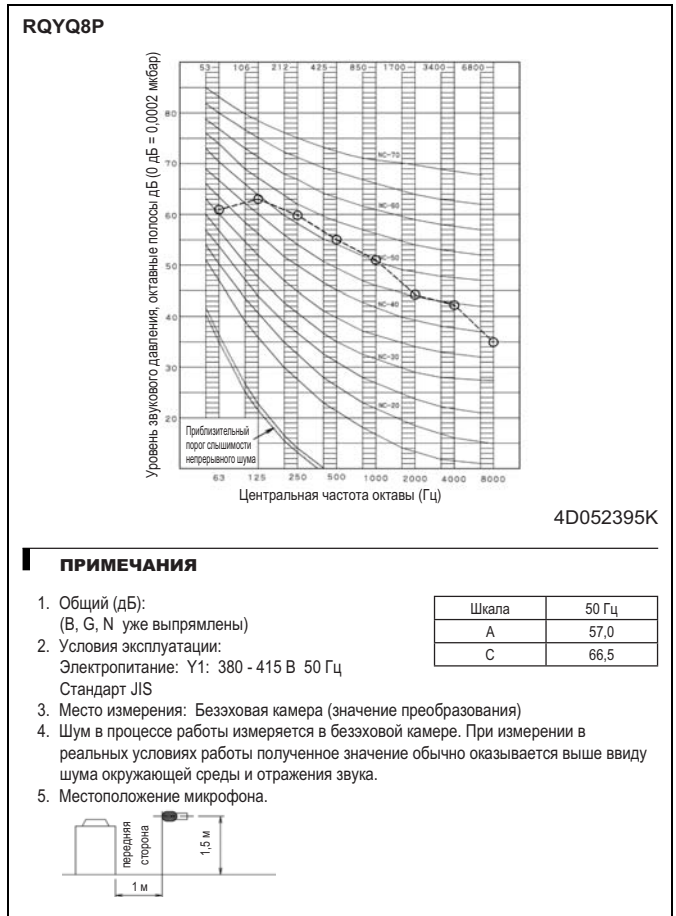 RQYQ8P
Уровень звукового давления, октавные полосы дБ (0 дБ = 0,0002 мкбар)
53 106 212 425 850 1700 3400 6800
80
70
60
50
40
30
20
NC-70
NC-60
NC-50
NC-40
NC-30
NC-20
Приблизительный
порог слышимости
непрерывного шума
63 125 250 500 1000 2000 4000 8000
Центральная частота октавы (Гц)
4D052395K
ПРИМЕЧАНИЯ
1. Общий (дБ):
(B, G, N уже выпрямлены)
2. Условия эксплуатации:
Электропитание: Y1: 380 - 415 В 50 Гц
Стандарт JIS
Шкала 50 Гц
A 57,0
C 66,5
3. Место измерения: Безэховая камера (значение преобразования)
4. Шум в процессе работы измеряется в безэховой камере. При измерении в
реальных условиях работы полученное значение обычно оказывается выше ввиду
шума окружающей среды и отражения звука.
5. Местоположение микрофона.
передняя
сторона
1,5 м
1 м